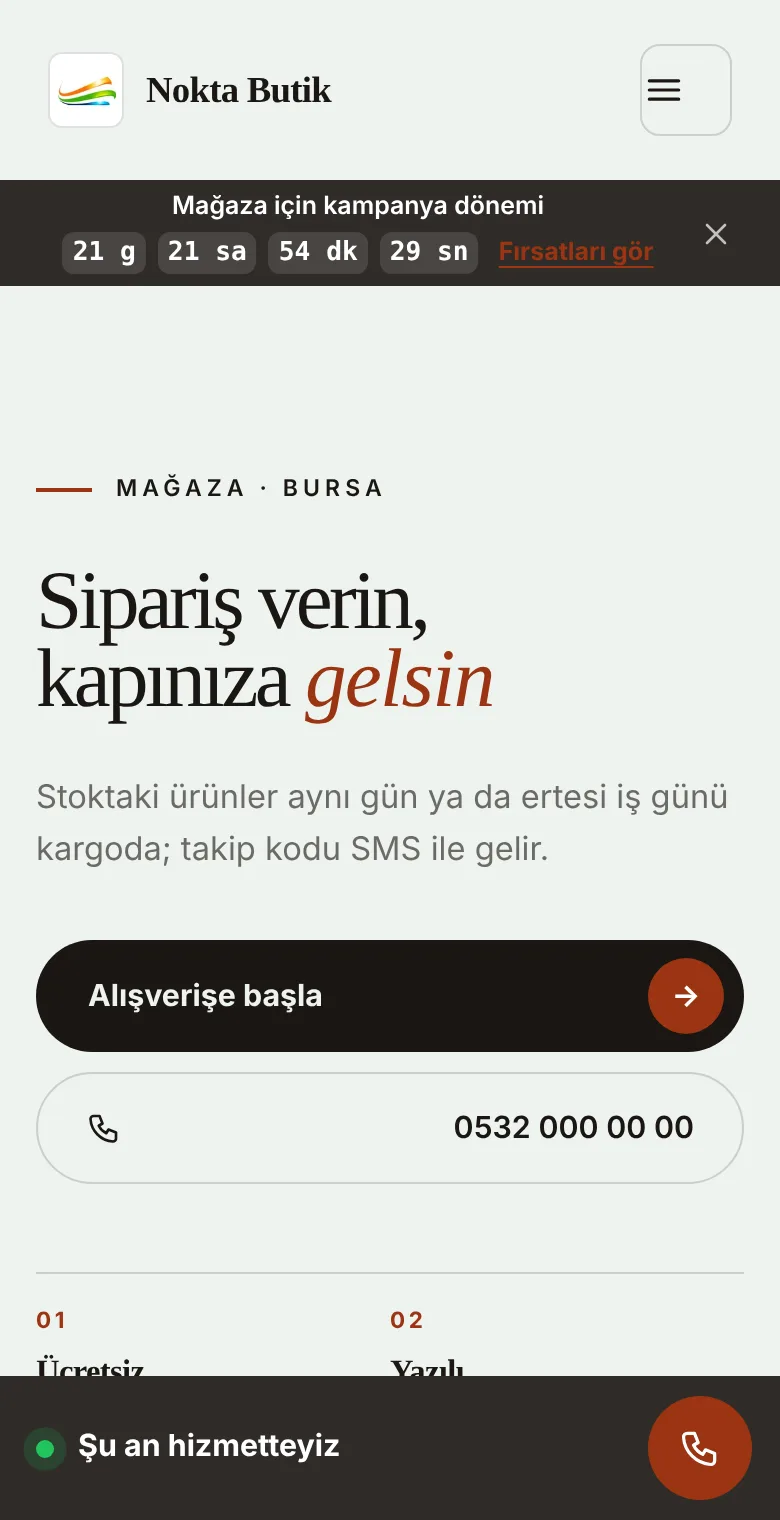 Nokta Butik
Mağaza için kampanya dönemi
21 g 21 sa 54 dk 29 sn Fırsatları gör
MAĞAZA · BURSA
Sipariş verin,
kapınıza gelsin
Stoktaki ürünler aynı gün ya da ertesi iş günü
kargoda; takip kodu SMS ile gelir.
Alışverişe başla
0532 000 00 00
01 02
Ücretsiz Yazılı
Şu an hizmetteyiz